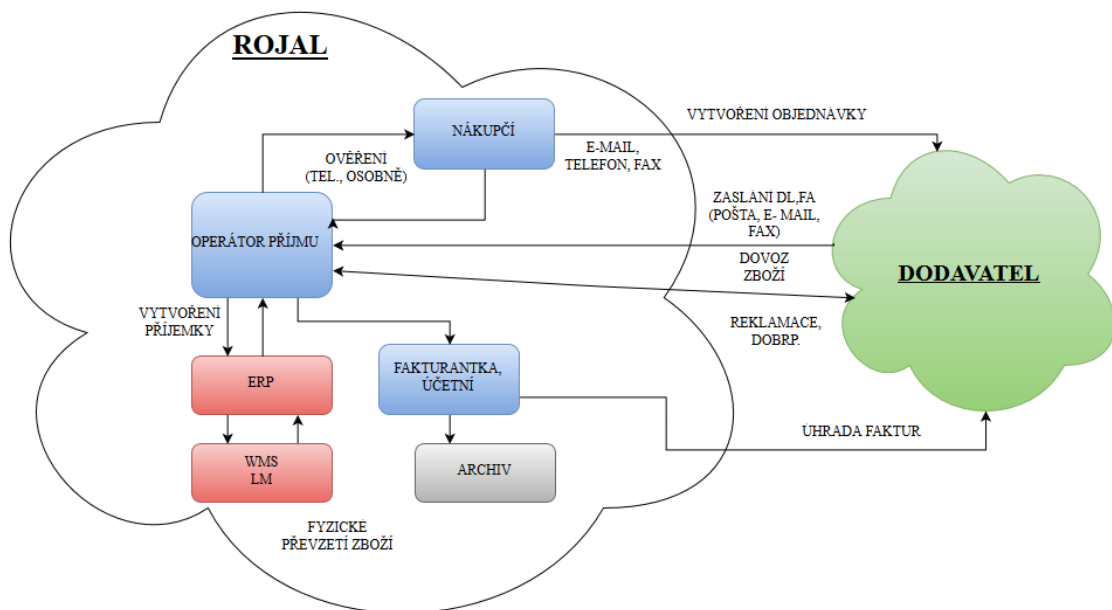 ROJAL
NÁKUPČÍ
VYTVOŘENÍ OBJEDNÁVKY
E-MAIL,
TELEFON, FAX
OVĚŘENÍ
(TEL., OSOBNĚ)
ZASLÁNÍ DL,FA
(POŠTA, E- MAIL,
FAX)
OPERÁTOR PŘÍJMU
DOVOZ
ZBOŽÍ
DODAVATEL
VYTVOŘENÍ
PŘÍJEMKY
REKLAMACE,
DOBRP.
ERP
FAKTURANTKA,
ÚČETNÍ
ÚHRADA FAKTUR
WMS
LM
ARCHIV
FYZICKÉ
PŘEVZETÍ ZBOŽÍ